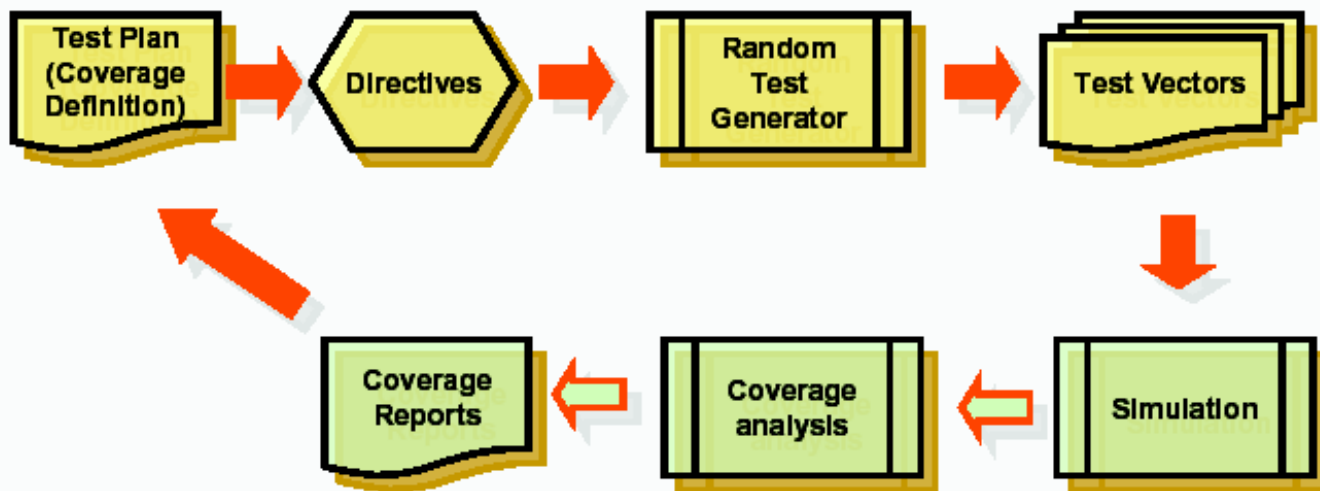 Test Plan
(Coverage
Definition)
Directives
Random
Test
Generator
Test Vectors
Coverage
Reports
Coverage
analysis
Simulation